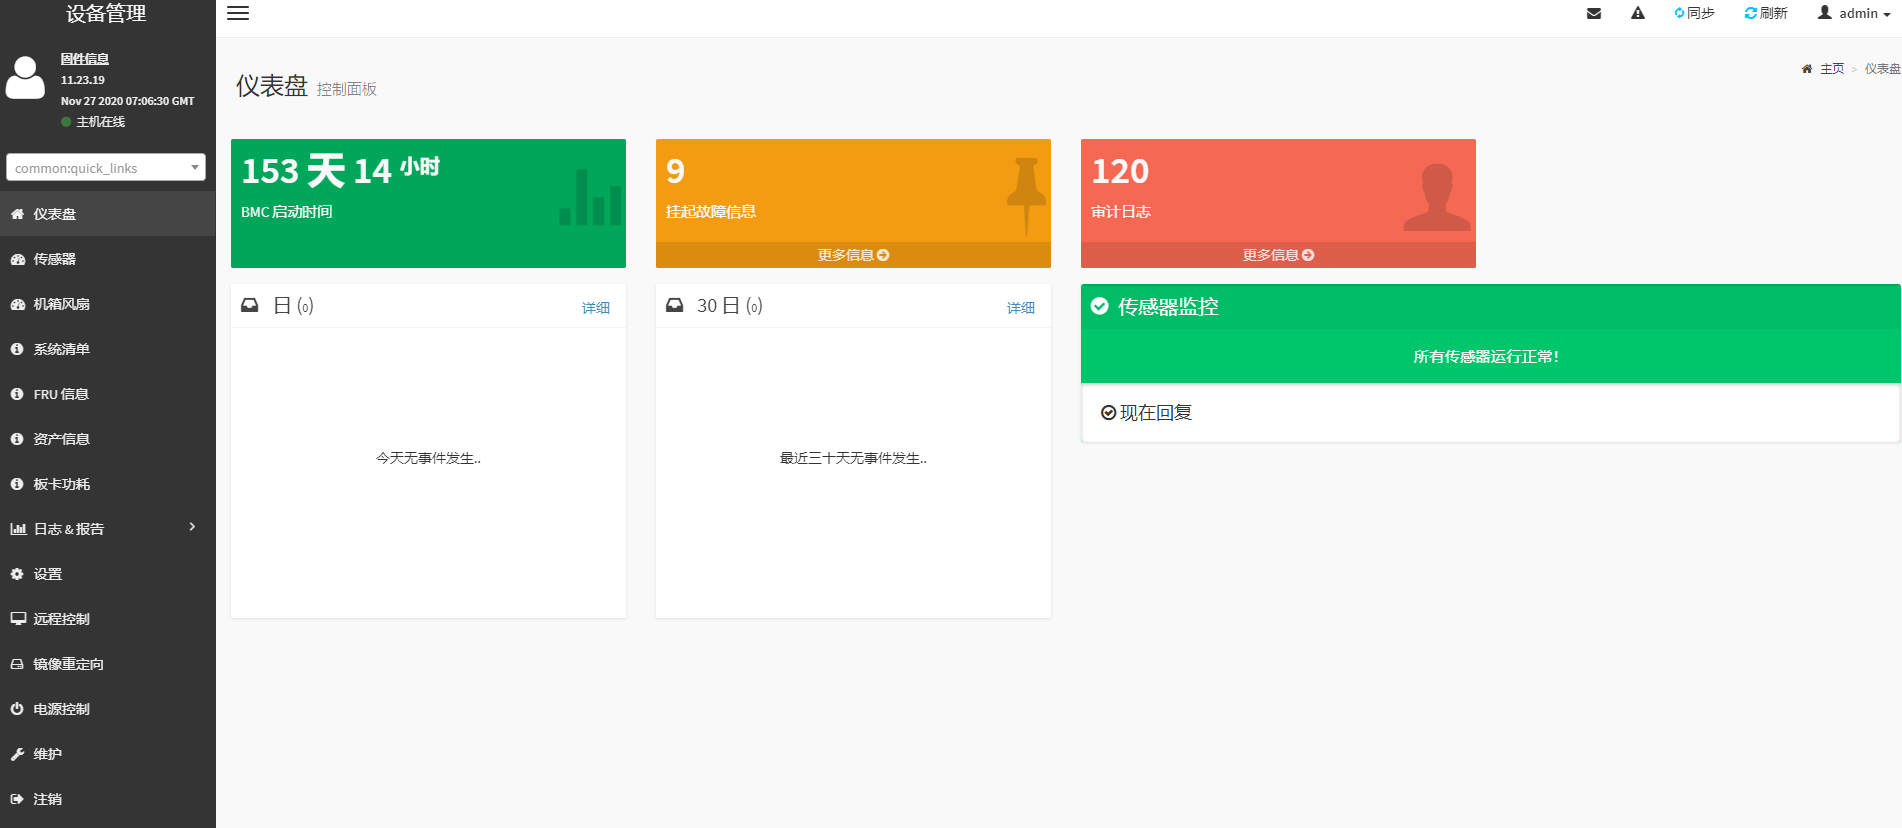 设备管理
同步
刷新
admin
固件信息
11.23.19
Nov 27 2020 07:06:30 GMT
主机在线
common:quick_links
仪表盘
传感器
机箱风扇
系统清单
FRU 信息
资产信息
板卡功耗
日志 & 报告
设置
远程控制
镜像重定向
电源控制
维护
注销
仪表盘 控制面板
主页 > 仪表盘
153 天 14 小时
BMC 启动时间
9
挂起故障信息
更多信息
120
审计日志
更多信息
日 (0)
详细
今天无事件发生..
30 日 (0)
详细
最近三十天无事件发生..
传感器监控
所有传感器运行正常!
现在回复